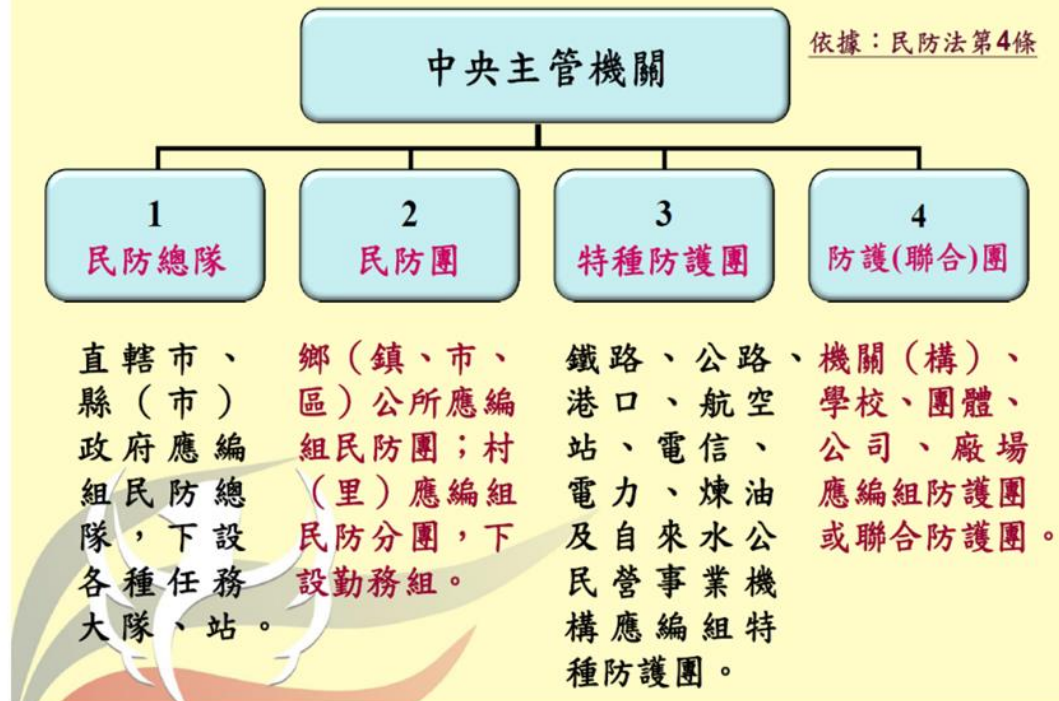 依據：民防法第4條
中央主管機關
1
民防總隊
2
民防團
3
特種防護團
4
防護(聯合)團
直轄市、
縣（市）
政府應編
組民防總
隊，下設
各種任務
大隊、站。
鄉（鎮、市、
區）公所應編
組民防團；村
（里）應編組
民防分團，下
設勤務組。
鐵路、公路、
港口、航空
站、電信、
電力、煉油
及自來水公
民營事業機
構應編組特
種防護團。
機關（構）、
學校、團體、
公司、廠場
應編組防護團
或聯合防護團。